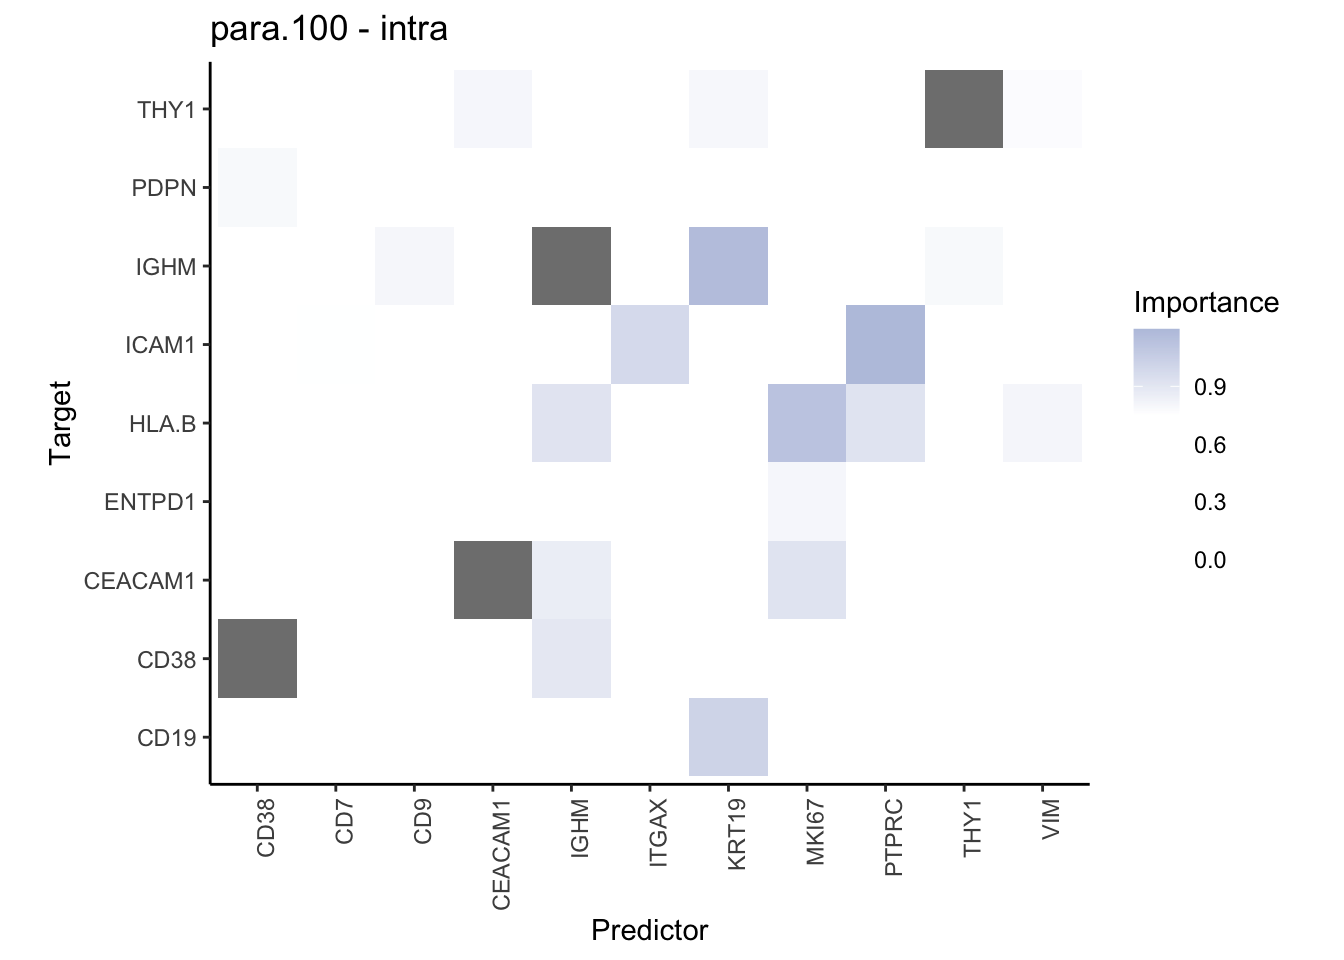 para.100 - intra
THY1
PDPN
IGHM
ICAM1
HLA.B
ENTPD1
CEACAM1
CD38
CD19
Target
CD38
CD7
CD9
CEACAM1
IGHM
ITGAX
KRT19
MKI67
PTPRC
THY1
VIM
Predictor
Importance
0.9
0.6
0.3
0.0